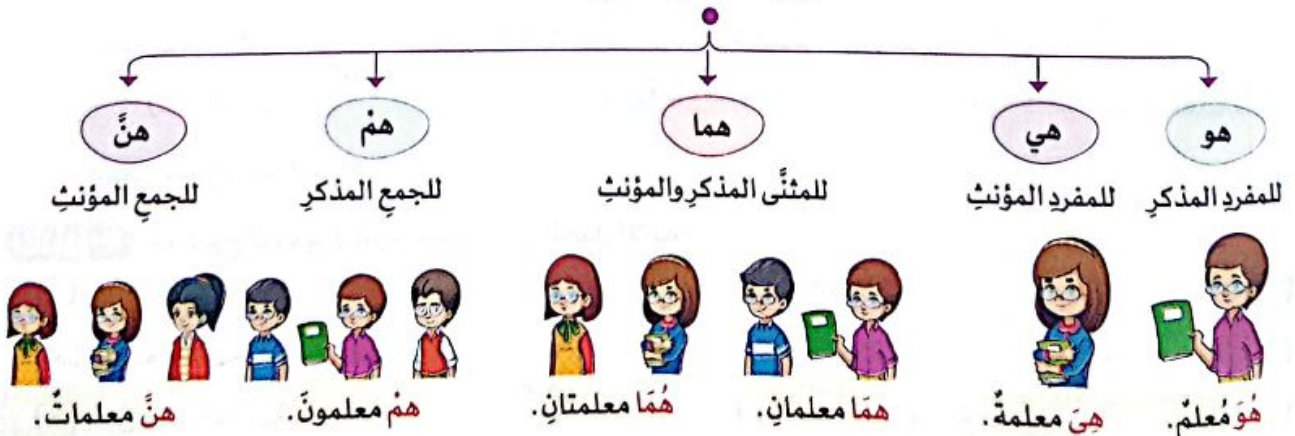 هو
هي
هما
همْ
هنَّ
للمفردِ المذكرِ
للمفردِ المؤنثِ
للمثنَّى المذكرِ والمؤنثِ
للجمعِ المذكرِ
للجمعِ المؤنثِ
هُوَ مُعلمٌ.
هِيَ معلمةٌ.
همَا معلمانِ.
هُمَا معلمتانِ.
همْ معلمونَ.
هنَّ معلماتٌ.